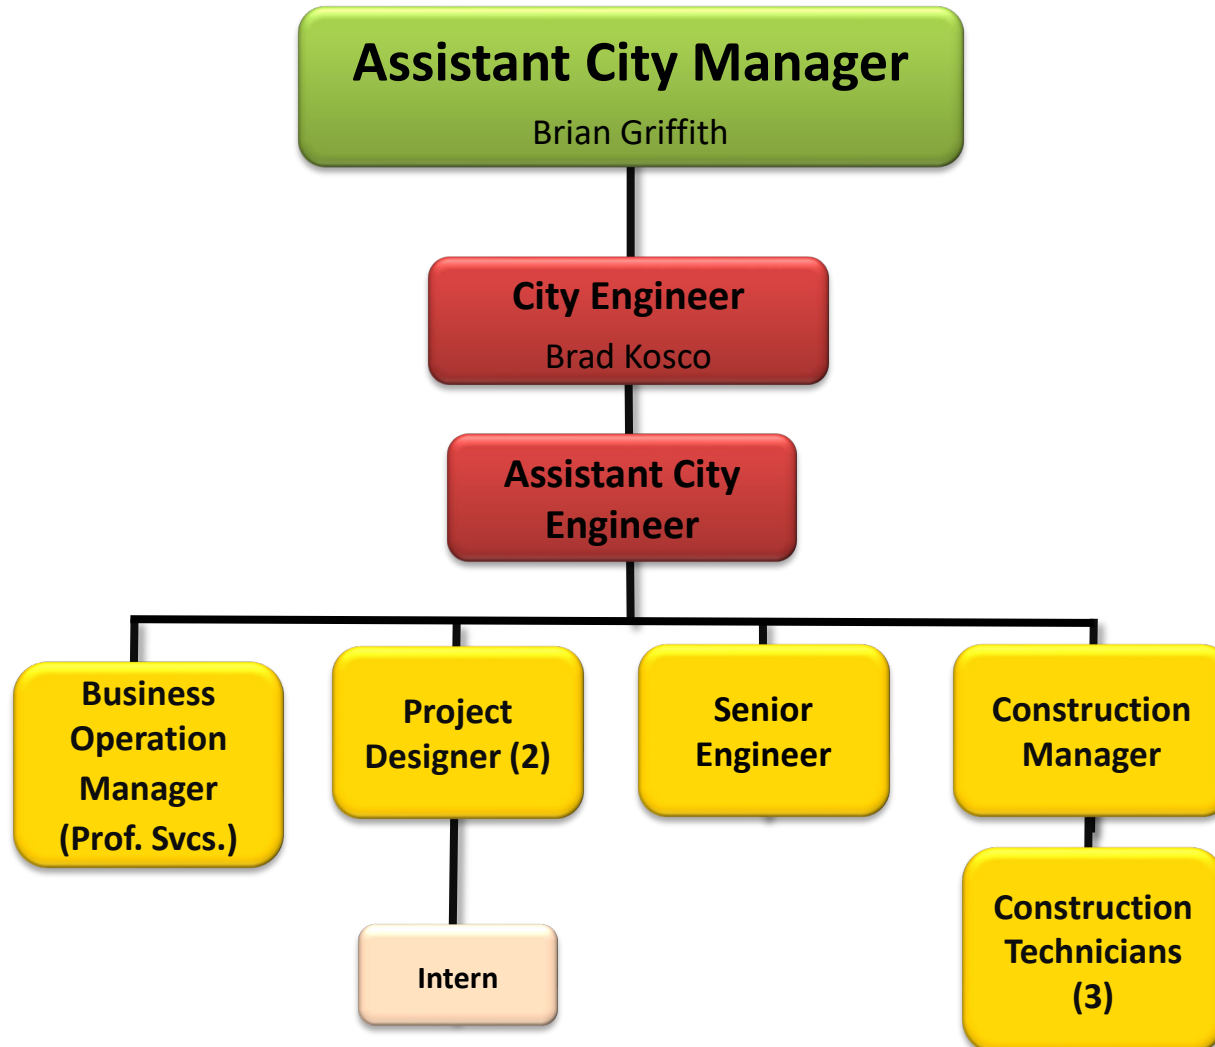 Assistant City Manager
Brian Griffith
City Engineer
Brad Kosco
Assistant City
Engineer
Business
Operation
Manager
(Prof. Svcs.)
Project
Designer (2)
Senior
Engineer
Construction
Manager
Intern
Construction
Technicians
(3)